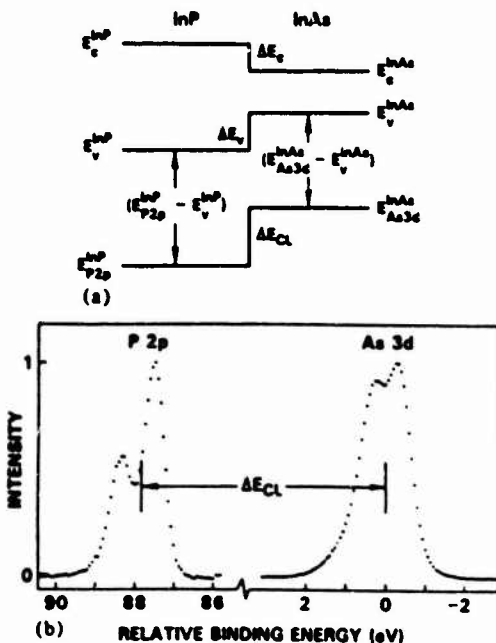 InP InAs
E_c^InP ΔE_c E_c^InAs
E_v^InAs
E_v^InP ΔE_v
(E_P2p^InP - E_v^InP) (E_As3d^InAs - E_v^InAs)
E_As3d^InAs
ΔE_CL
E_P2p^InP
(a)
P 2p As 3d
1
INTENSITY
ΔE_CL
0
90 88 86 2 0 -2
(b) RELATIVE BINDING ENERGY (eV)